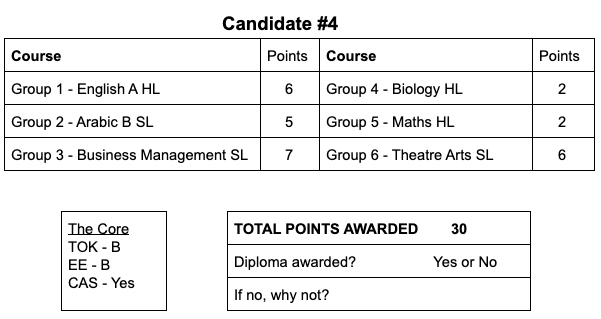 Candidate #4
Course Points Course Points
Group 1 - English A HL 6 Group 4 - Biology HL 2
Group 2 - Arabic B SL 5 Group 5 - Maths HL 2
Group 3 - Business Management SL 7 Group 6 - Theatre Arts SL 6
The Core
TOK - B
EE - B
CAS - Yes
TOTAL POINTS AWARDED 30
Diploma awarded? Yes or No
If no, why not?